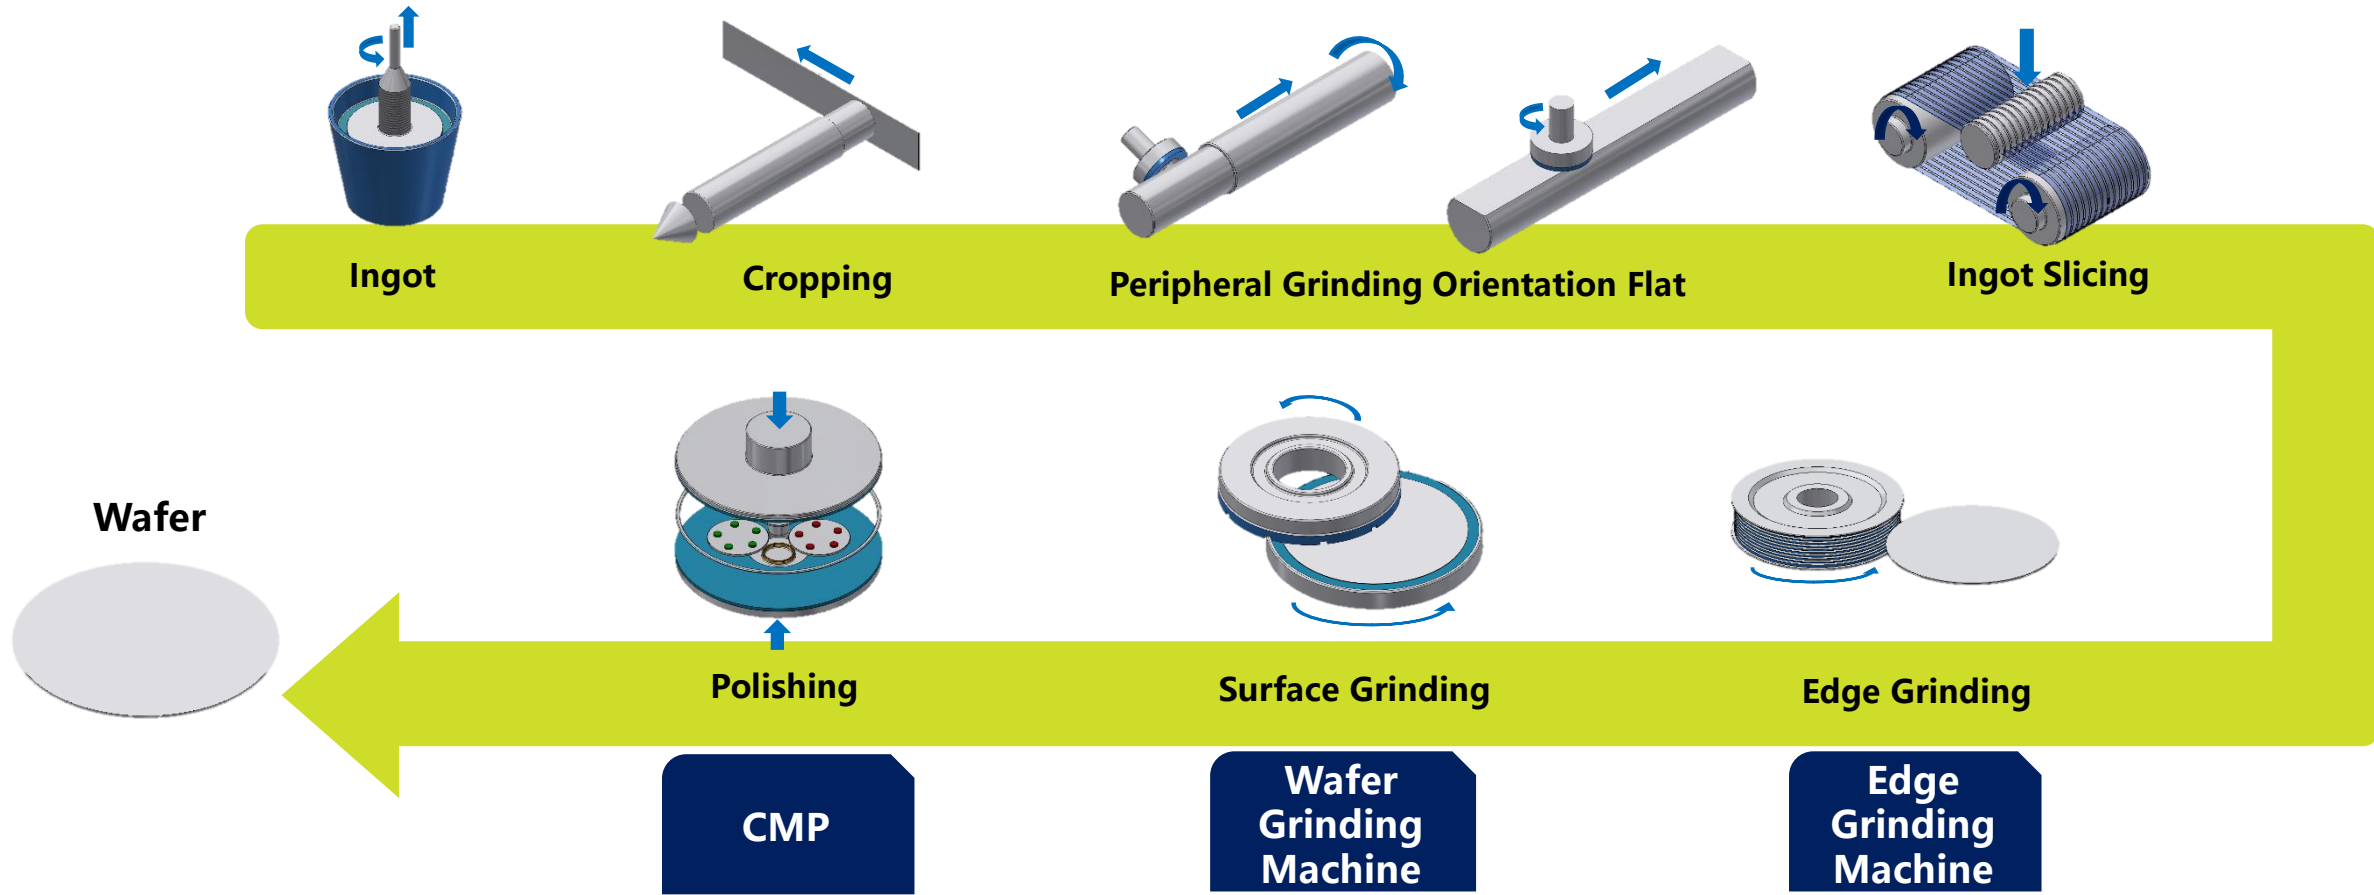 Ingot
Cropping
Peripheral Grinding Orientation Flat
Ingot Slicing
Wafer
Polishing
Surface Grinding
Edge Grinding
CMP
Wafer
Grinding
Machine
Edge
Grinding
Machine